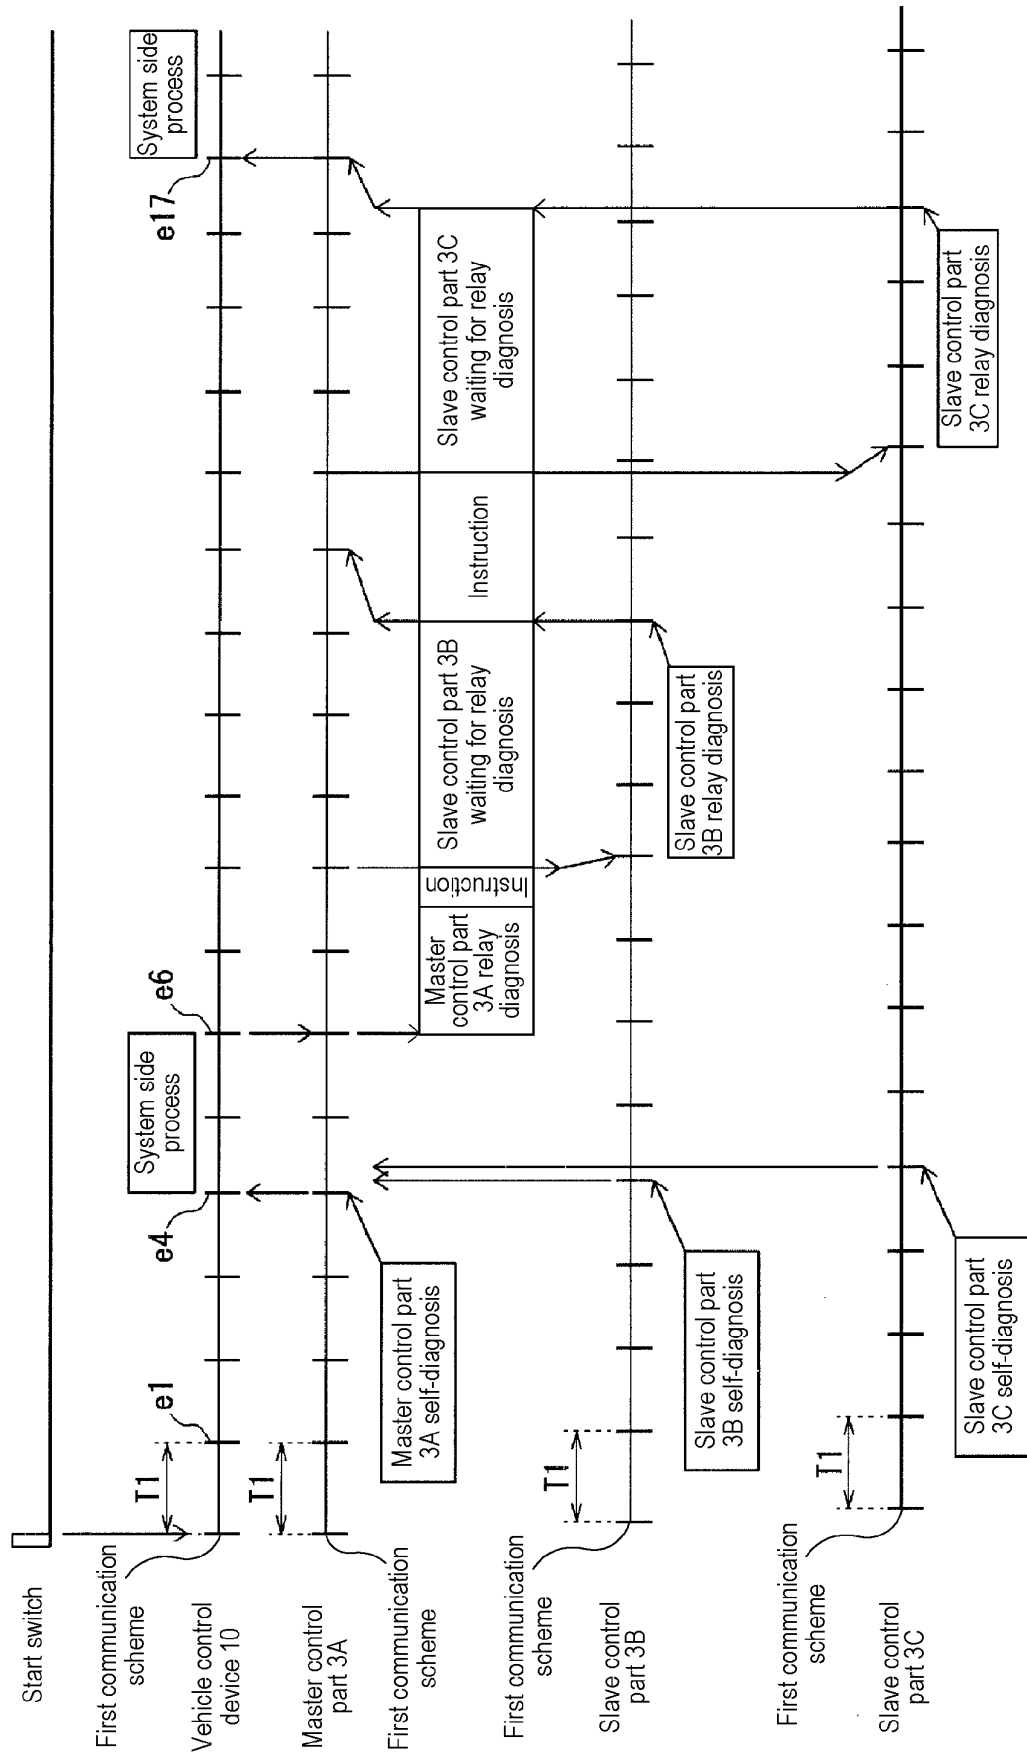 Start switch
First communication
scheme
Vehicle control
device 10
Master control
part 3A
First communication
scheme
First communication
scheme
Slave control
part 3B
First communication
scheme
Slave control
part 3C
T1
T1
T1
T1
e1
e4
e6
e17
System side
process
System side
process
Master control part
3A self-diagnosis
Slave control part
3B self-diagnosis
Slave control part
3C self-diagnosis
Master
control part
3A relay
diagnosis
Instruction
Slave control part 3B
waiting for relay
diagnosis
Instruction
Slave control part 3C
waiting for relay
diagnosis
Slave control part
3B relay diagnosis
Slave control part
3C relay diagnosis